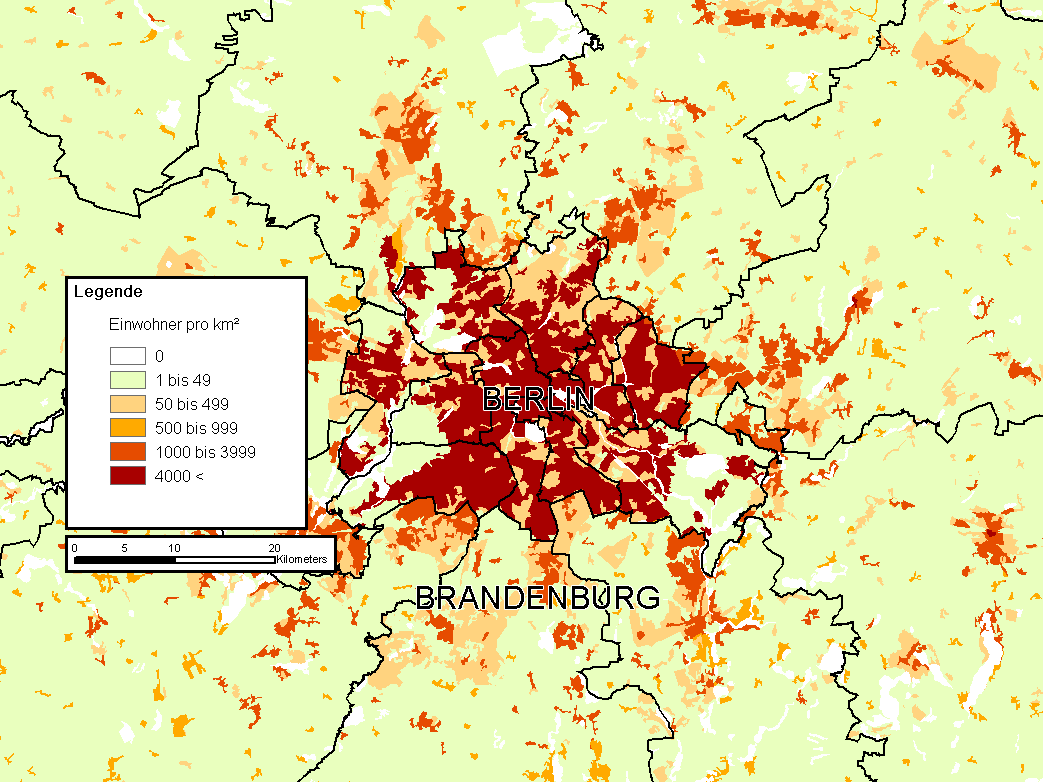 Legende
Einwohner pro km²
0
1 bis 49
50 bis 499
500 bis 999
1000 bis 3999
4000 <
BERLIN
0 5 10 20
Kilometers
BRANDENBURG